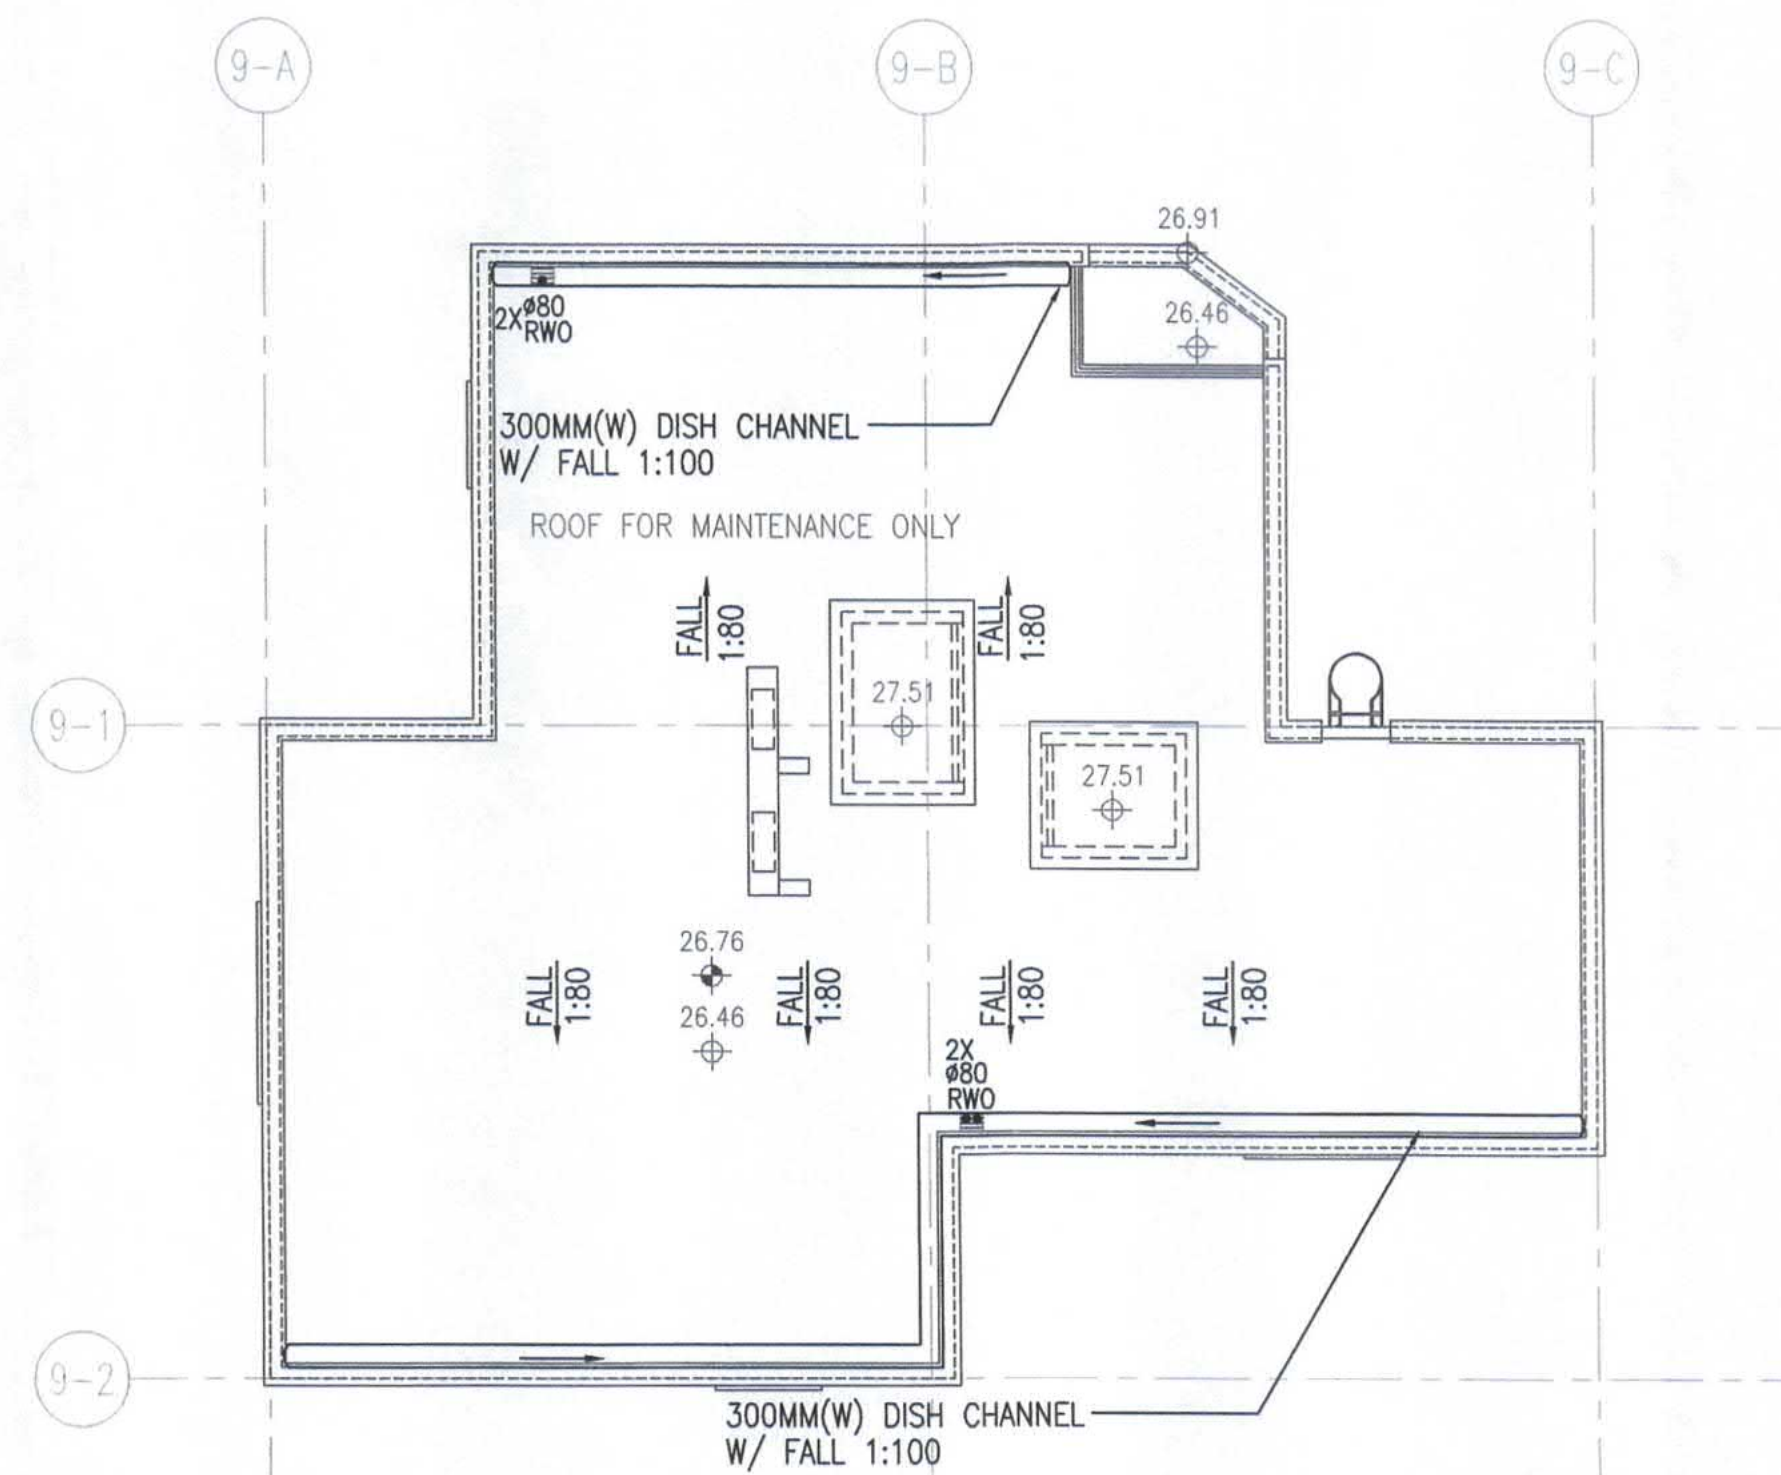 9-A
9-B
9-C
26.91
26.46
2XØ80
RWO
300MM(W) DISH CHANNEL
W/ FALL 1:100
ROOF FOR MAINTENANCE ONLY
FALL
1:80
FALL
1:80
27.51
9-1
27.51
26.76
26.46
FALL
1:80
FALL
1:80
FALL
1:80
FALL
1:80
2X
Ø80
RWO
9-2
300MM(W) DISH CHANNEL
W/ FALL 1:100